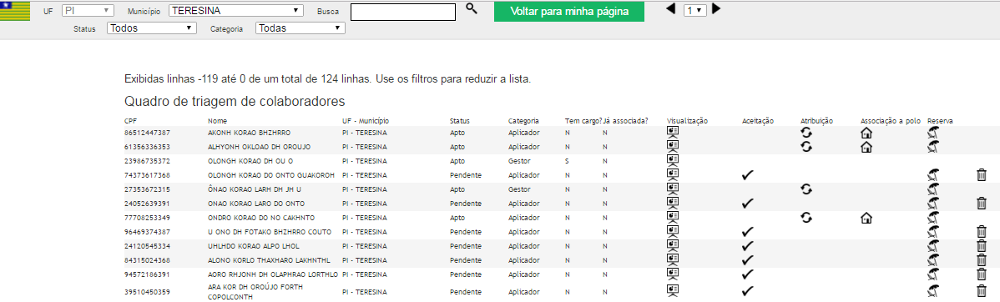 UF PI Município TERESINA Busca Voltar para minha página 1
Status Todos Categoria Todas
Exibidas linhas -119 até 0 de um total de 124 linhas. Use os filtros para reduzir a lista.
Quadro de triagem de colaboradores
CPF Nome UF - Município Status Categoria Tem cargo? Já associada? Visualização Aceitação Atribuição Associação a polo Reserva
86512447387 AKONH KORAO BHZHRRO PI - TERESINA Apto Aplicador N N
61356336353 ALHYONH OKLOAO DH OROUJO PI - TERESINA Apto Aplicador N N
23986735372 OLONGH KORAO DH OU O PI - TERESINA Apto Gestor S N
74373617368 OLONGH KORAO DO ONTO GUAKOROH PI - TERESINA Pendente Aplicador N N
27353672315 ÔNAO KORAO LARH DH JH U PI - TERESINA Apto Gestor N N
24052639391 ONAO KORAO LARO DO ONTO PI - TERESINA Pendente Aplicador N N
77708253349 ONDRO KORAO DO NO CAKHNTO PI - TERESINA Apto Aplicador N N
96469374387 U ONO DH FOTAKO BHZHRRO COUTO PI - TERESINA Pendente Aplicador N N
24120545334 UHLHDO KORAO ALPO LHOL PI - TERESINA Pendente Aplicador N N
84315024368 ALONO KORLO THAXHARO LAKHNTHL PI - TERESINA Pendente Aplicador N N
94572186391 AORO RHJONH DH OLAPHRAO LORTHLO PI - TERESINA Pendente Aplicador N N
39510450359 ARA KOR DH OROÚJO FORTH COPOLCONTH PI - TERESINA Pendente Aplicador N N